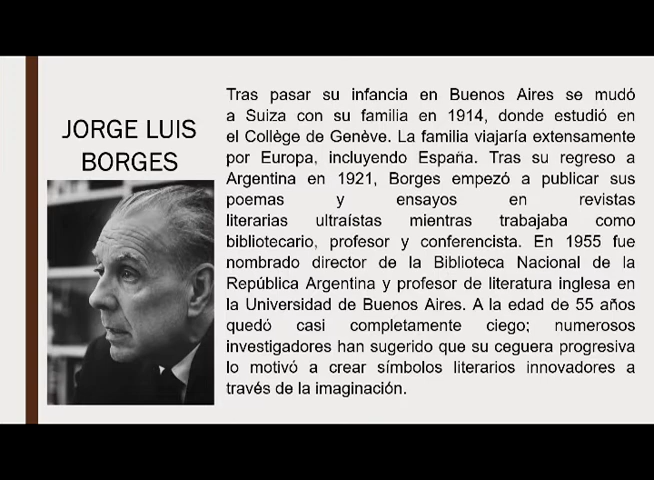 JORGE LUIS
BORGES
Tras pasar su infancia en Buenos Aires se mudó
a Suiza con su familia en 1914, donde estudió en
el Collège de Genève. La familia viajaría extensamente
por Europa, incluyendo España. Tras su regreso a
Argentina en 1921, Borges empezó a publicar sus
poemas y ensayos en revistas
literarias ultraístas mientras trabajaba como
bibliotecario, profesor y conferencista. En 1955 fue
nombrado director de la Biblioteca Nacional de la
República Argentina y profesor de literatura inglesa en
la Universidad de Buenos Aires. A la edad de 55 años
quedó casi completamente ciego; numerosos
investigadores han sugerido que su ceguera progresiva
lo motivó a crear símbolos literarios innovadores a
través de la imaginación.